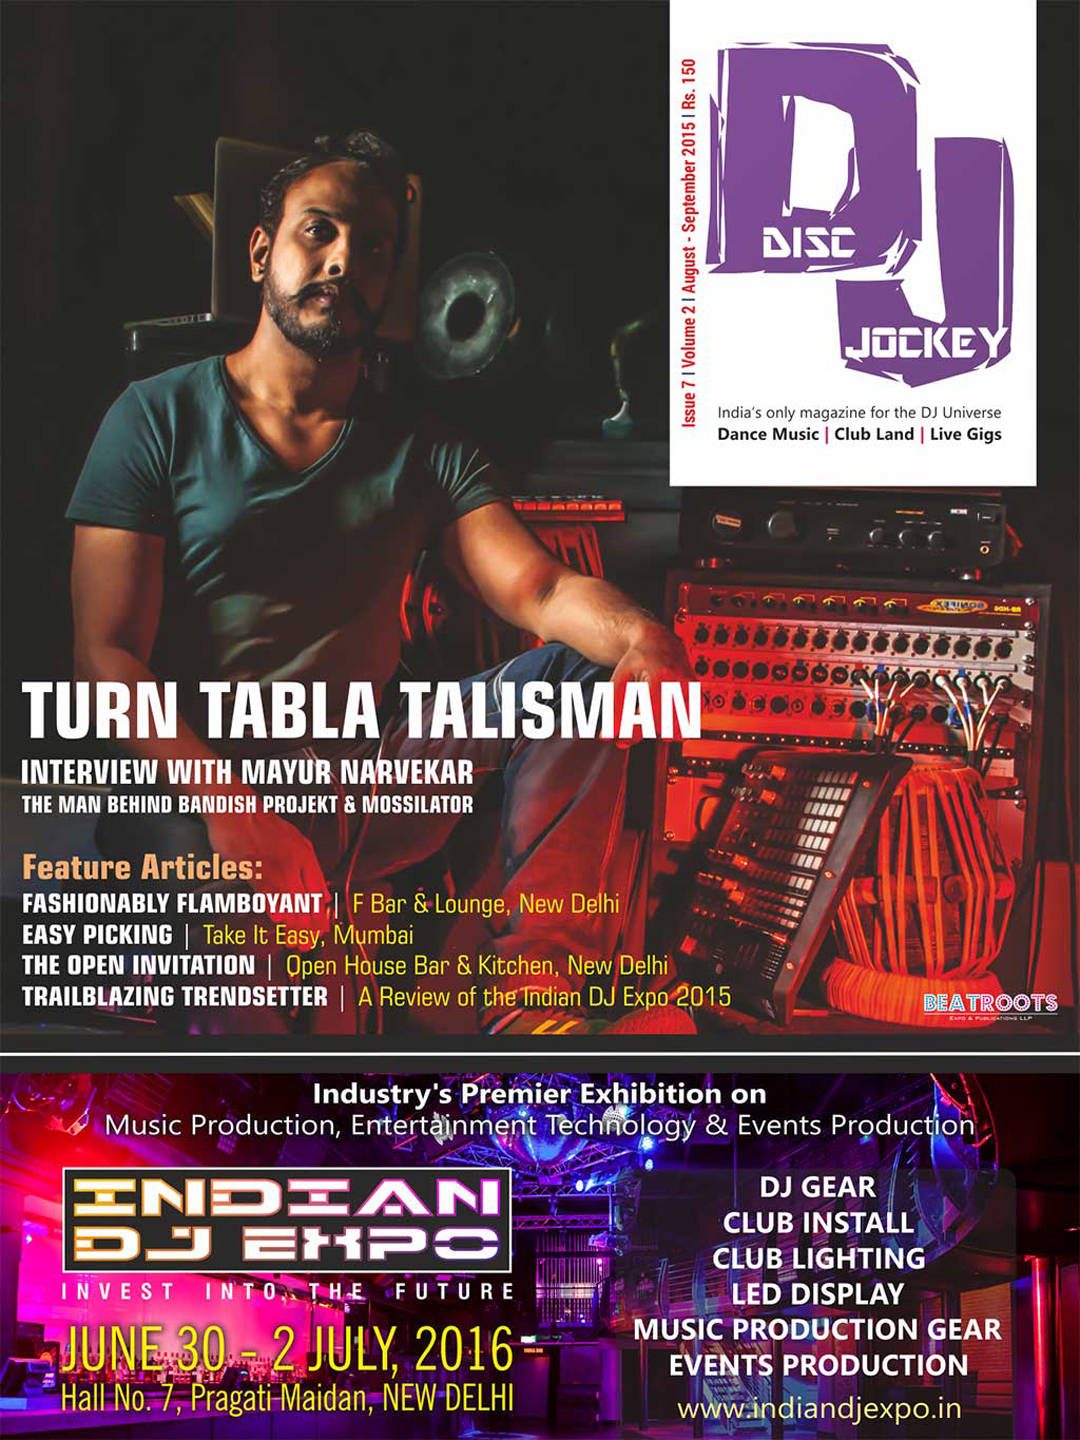 Issue 7 | Volume 2 | August - September 2015 | Rs. 150
DJ
DISC
JOCKEY
India's only magazine for the DJ Universe
Dance Music | Club Land | Live Gigs
SONIFEX
TURN TABLA TALISMAN
INTERVIEW WITH MAYUR NARVEKAR
THE MAN BEHIND BANDISH PROJEKT & MOSSILATOR
Feature Articles:
FASHIONABLY FLAMBOYANT | F Bar & Lounge, New Delhi
EASY PICKING | Take It Easy, Mumbai
THE OPEN INVITATION | Open House Bar & Kitchen, New Delhi
TRAILBLAZING TRENDSETTER | A Review of the Indian DJ Expo 2015
BEATROOTS
EXPO & PUBLICATIONS LLP
Industry's Premier Exhibition on
Music Production, Entertainment Technology & Events Production
INDIAN
DJ EXPO
INVEST INTO THE FUTURE
JUNE 30 - 2 JULY, 2016
Hall No. 7, Pragati Maidan, NEW DELHI
DJ GEAR
CLUB INSTALL
CLUB LIGHTING
LED DISPLAY
MUSIC PRODUCTION GEAR
EVENTS PRODUCTION
www.indiandjexpo.in